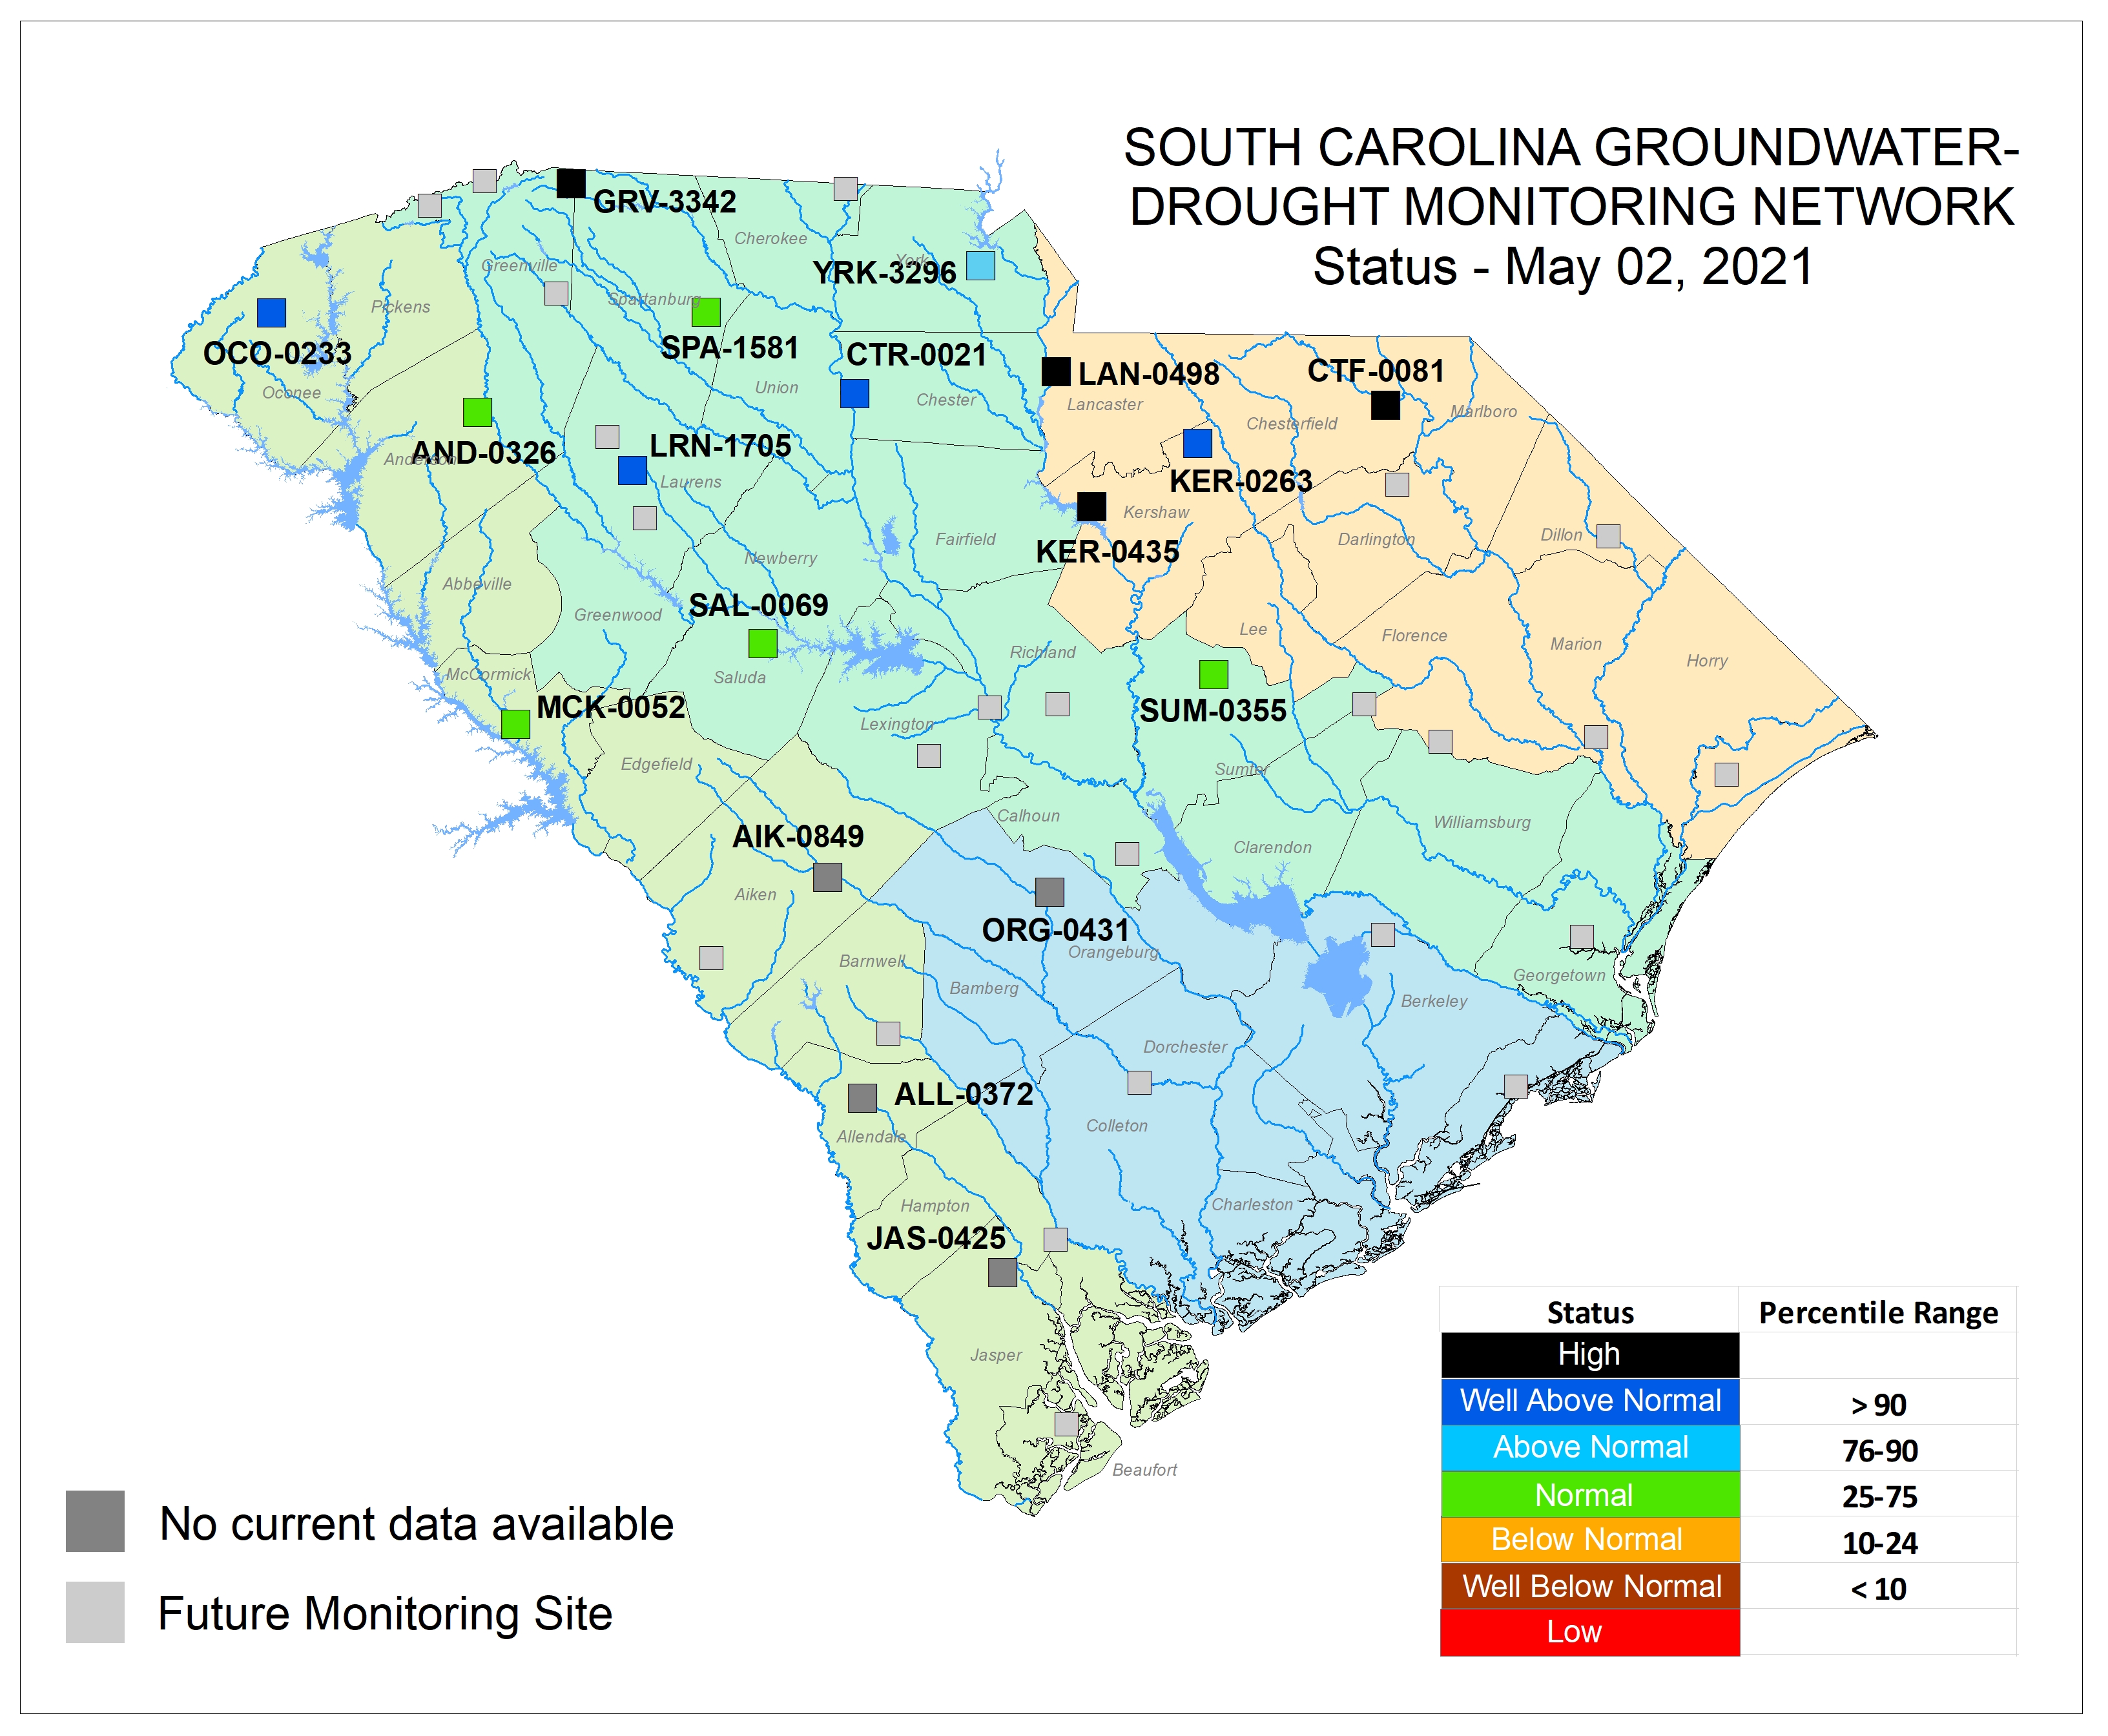 SOUTH CAROLINA GROUNDWATER-
DROUGHT MONITORING NETWORK
Status - May 02, 2021
GRV-3342
Cherokee
Greenville
York
YRK-3296
Pickens
Spartanburg
OCO-0233
SPA-1581
CTR-0021
Oconee
Union
Chester
LAN-0498
Lancaster
CTF-0081
Chesterfield
Marlboro
AND-0326
Anderson
LRN-1705
Laurens
KER-0263
Kershaw
KER-0435
Fairfield
Darlington
Dillon
Newberry
Abbeville
Greenwood
SAL-0069
Saluda
Lee
Florence
Marion
Horry
Richland
McCormick
MCK-0052
Lexington
SUM-0355
Edgefield
Sumter
Calhoun
Williamsburg
Clarendon
AIK-0849
Aiken
ORG-0431
Orangeburg
Barnwell
Bamberg
Georgetown
Berkeley
Dorchester
ALL-0372
Allendale
Colleton
Hampton
Charleston
JAS-0425
Jasper
Beaufort
Status Percentile Range
High
Well Above Normal > 90
Above Normal 76-90
Normal 25-75
Below Normal 10-24
Well Below Normal < 10
Low
No current data available
Future Monitoring Site